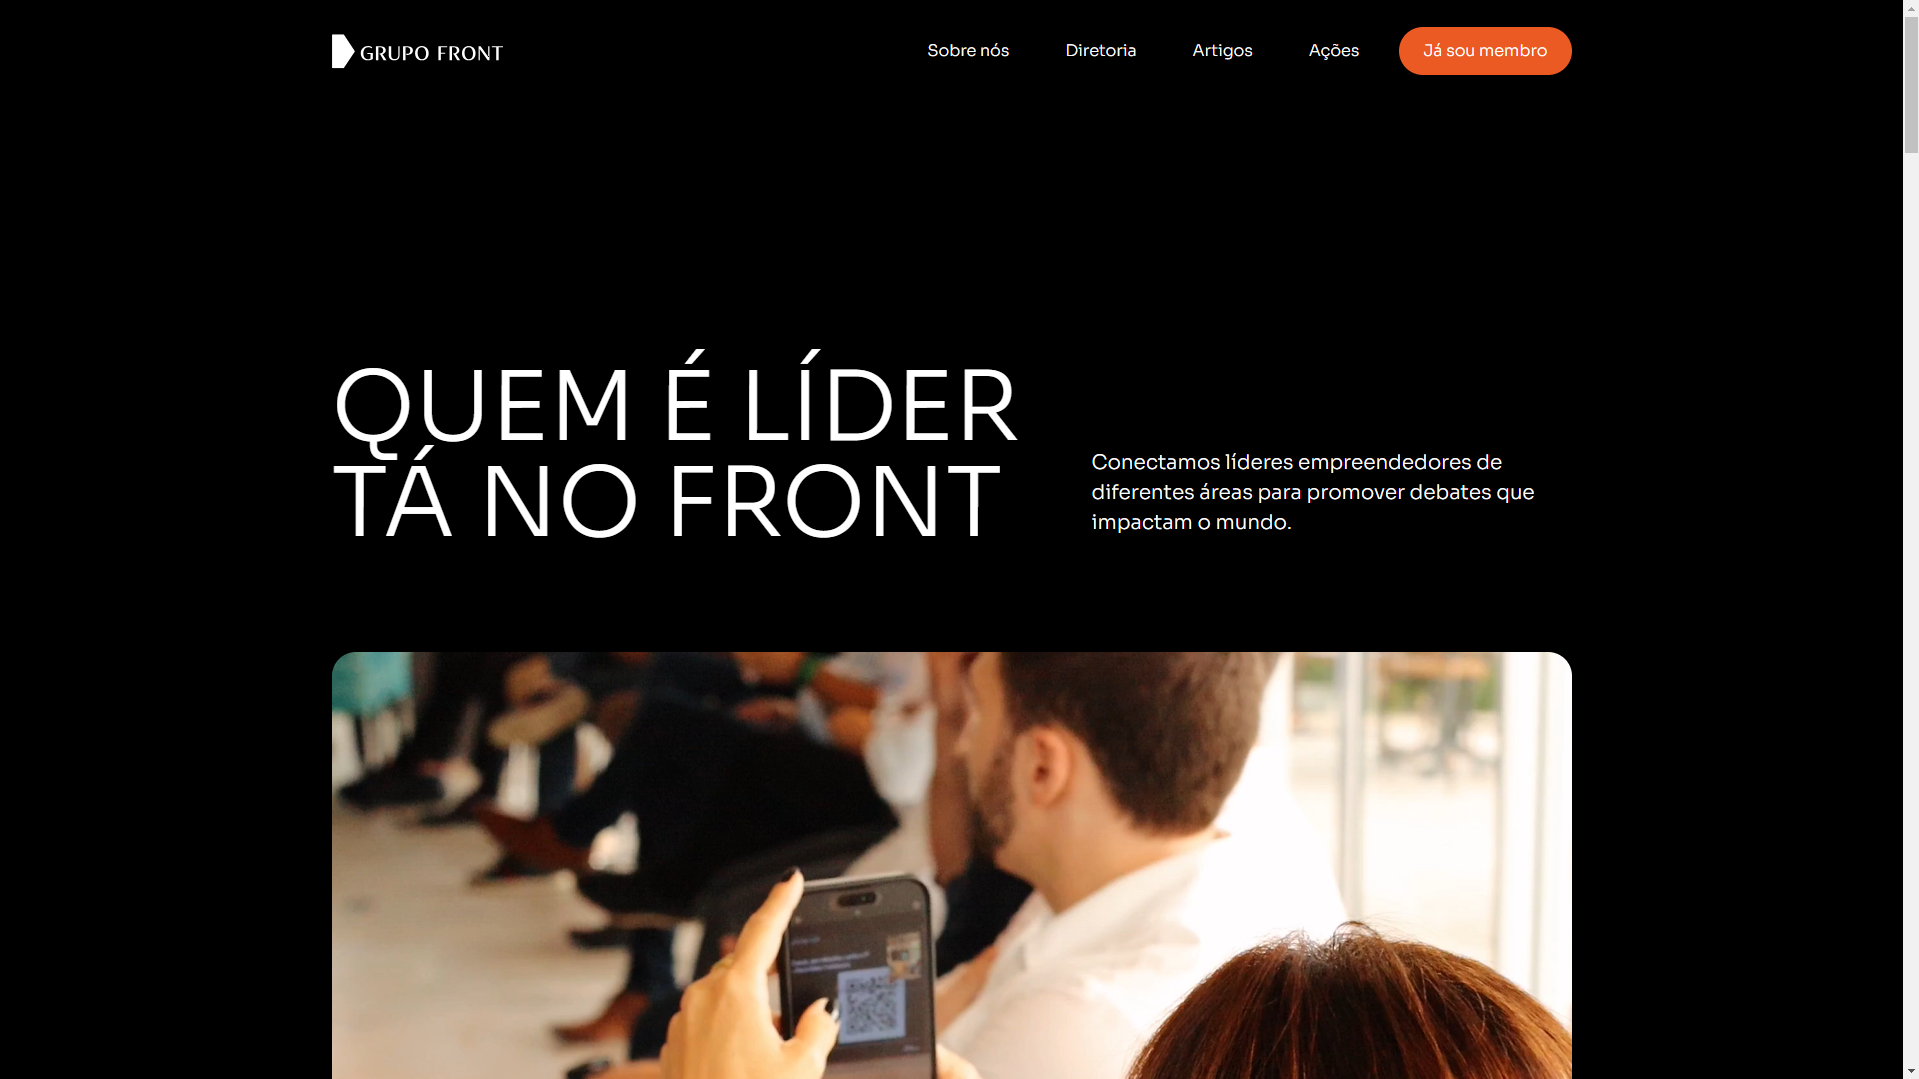 GRUPO FRONT
Sobre nós
Diretoria
Artigos
Ações
Já sou membro
QUEM É LÍDER
TÁ NO FRONT
Conectamos líderes empreendedores de
diferentes áreas para promover debates que
impactam o mundo.